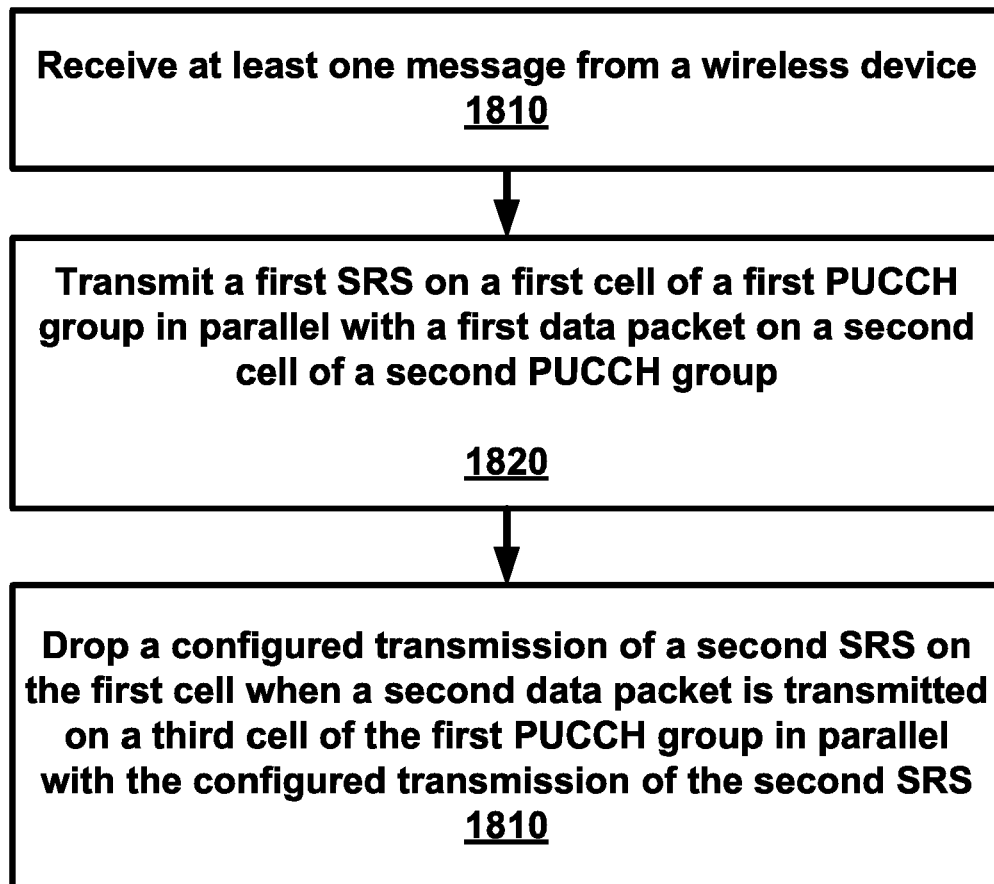 Receive at least one message from a wireless device
1810
Transmit a first SRS on a first cell of a first PUCCH
group in parallel with a first data packet on a second
cell of a second PUCCH group
1820
Drop a configured transmission of a second SRS on
the first cell when a second data packet is transmitted
on a third cell of the first PUCCH group in parallel
with the configured transmission of the second SRS
1810